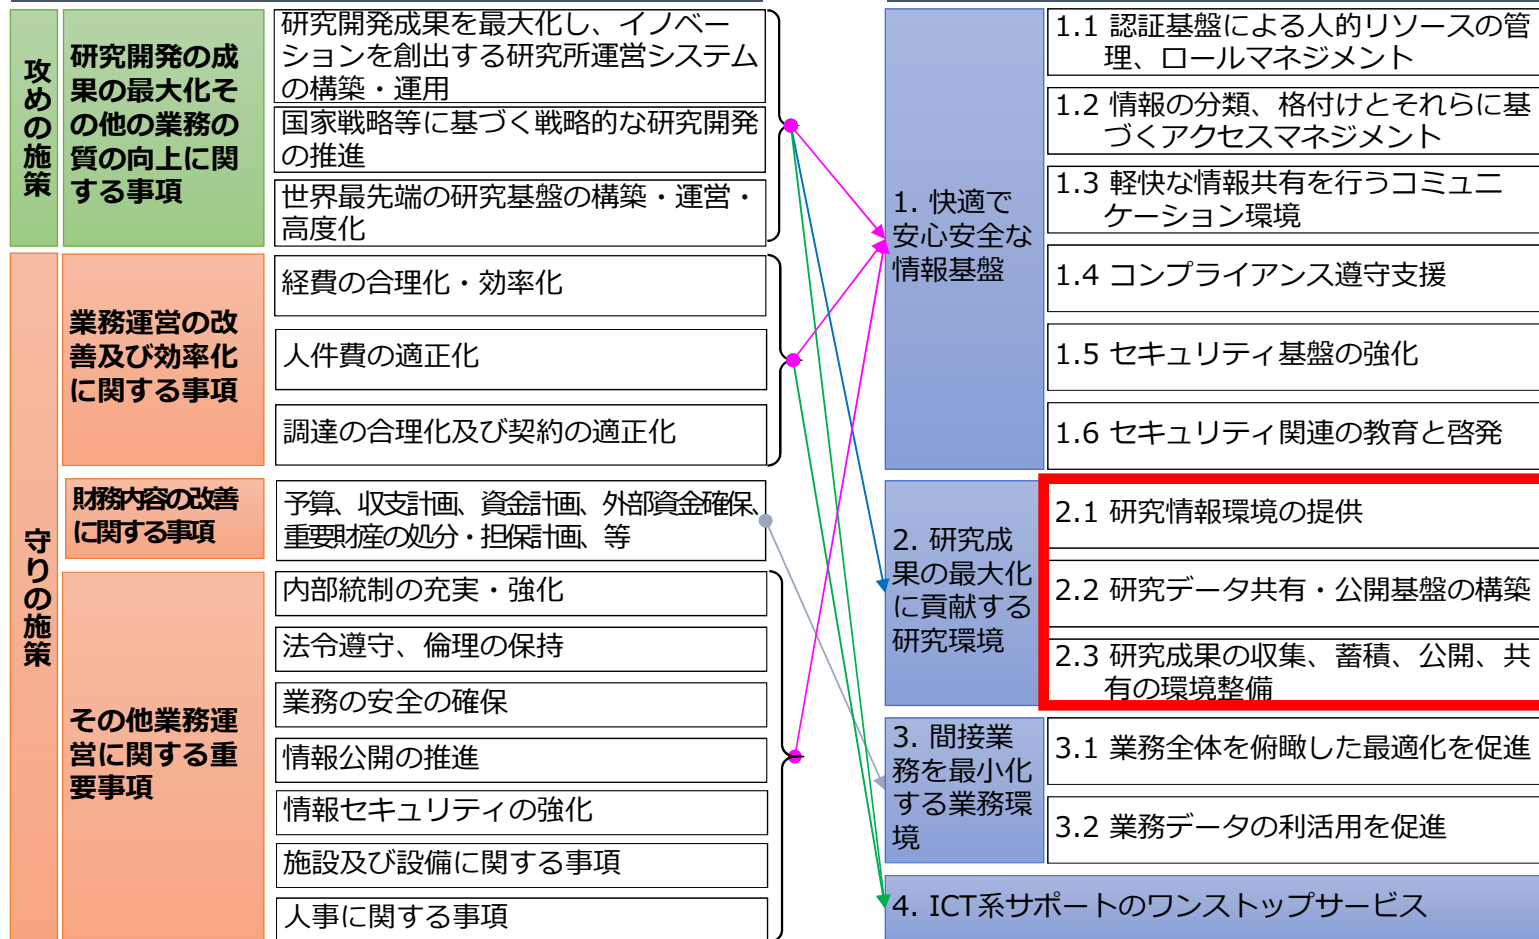 攻めの施策
研究開発の成
果の最大化そ
の他の業務の
質の向上に関
する事項
研究開発成果を最大化し、イノベー
ションを創出する研究所運営システム
の構築・運用
国家戦略等に基づく戦略的な研究開発
の推進
世界最先端の研究基盤の構築・運営・
高度化
守りの施策
業務運営の改
善及び効率化
に関する事項
経費の合理化・効率化
人件費の適正化
調達の合理化及び契約の適正化
財務内容の改善
に関する事項
予算、収支計画、資金計画、外部資金確保、
重要財産の処分・担保計画、等
その他業務運
営に関する重
要事項
内部統制の充実・強化
法令遵守、倫理の保持
業務の安全の確保
情報公開の推進
情報セキュリティの強化
施設及び設備に関する事項
人事に関する事項
1. 快適で
安心安全な
情報基盤
1.1 認証基盤による人的リソースの管
理、ロールマネジメント
1.2 情報の分類、格付けとそれらに基
づくアクセスマネジメント
1.3 軽快な情報共有を行うコミュニ
ケーション環境
1.4 コンプライアンス遵守支援
1.5 セキュリティ基盤の強化
1.6 セキュリティ関連の教育と啓発
2. 研究成
果の最大化
に貢献する
研究環境
2.1 研究情報環境の提供
2.2 研究データ共有・公開基盤の構築
2.3 研究成果の収集、蓄積、公開、共
有の環境整備
3. 間接業
務を最小化
する業務環
境
3.1 業務全体を俯瞰した最適化を促進
3.2 業務データの利活用を促進
4. ICT系サポートのワンストップサービス